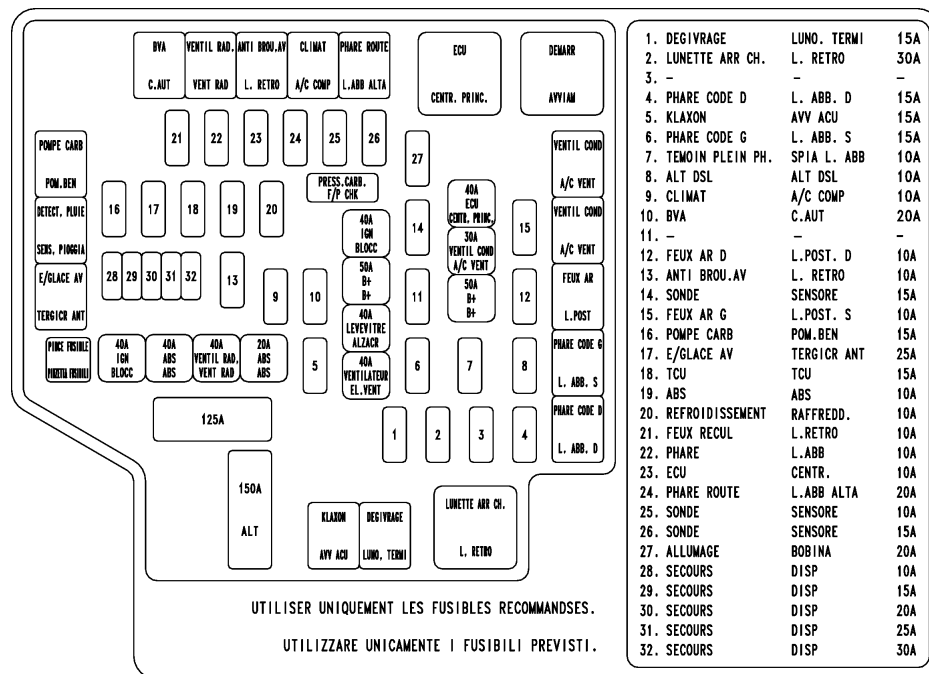 BVA VENTIL RAD. ANTI BROU.AV CLIMAT PHARE ROUTE
C.AUT VENT RAD L. RETRO A/C COMP L.ABB ALTA
ECU
CENTR. PRINC.
DEMARR
AVVIAM
21 22 23 24 25 26
27
POMPE CARB
POM.BEN
DETECT. PLUIE
SENS. PIOGGIA
E/GLACE AV
TERGICR ANT
PRESS.CARB.
F/P CHK
16 17 18 19 20
28 29 30 31 32
13
9 10
40A
IGN
BLOCC
50A
B+
B+
40A
LEVEVITRE
ALZACR
40A
VENTILATEUR
EL.VENT
14
11
40A
ECU
CENTR. PRINC.
30A
VENTIL COND
A/C VENT
50A
B+
B+
15
12
VENTIL COND
A/C VENT
VENTIL COND
A/C VENT
FEUX AR
L.POST
PHARE CODE G
L. ABB. S
PHARE CODE D
L. ABB. D
PINCE FUSIBLE
PINZETTA FUSIBILI
40A
IGN
BLOCC
40A
ABS
ABS
40A
VENTIL RAD.
VENT RAD
20A
ABS
ABS
5 6 7 8
125A
1 2 3 4
150A
ALT
KLAXON
AVV ACU
DEGIVRAGE
LUNO. TERMI
LUNETTE ARR CH.
L. RETRO
UTILISER UNIQUEMENT LES FUSIBLES RECOMMANDSES.
UTILIZZARE UNICAMENTE I FUSIBILI PREVISTI.
1. DEGIVRAGE LUNO. TERMI 15A
2. LUNETTE ARR CH. L. RETRO 30A
3. - - -
4. PHARE CODE D L. ABB. D 15A
5. KLAXON AVV ACU 15A
6. PHARE CODE G L. ABB. S 15A
7. TEMOIN PLEIN PH. SPIA L. ABB 10A
8. ALT DSL ALT DSL 10A
9. CLIMAT A/C COMP 10A
10. BVA C.AUT 20A
11. - - -
12. FEUX AR D L.POST. D 10A
13. ANTI BROU.AV L. RETRO 10A
14. SONDE SENSORE 15A
15. FEUX AR G L.POST. S 10A
16. POMPE CARB POM.BEN 15A
17. E/GLACE AV TERGICR ANT 25A
18. TCU TCU 15A
19. ABS ABS 10A
20. REFROIDISSEMENT RAFFREDD. 10A
21. FEUX RECUL L.RETRO 10A
22. PHARE L.ABB 10A
23. ECU CENTR. 10A
24. PHARE ROUTE L.ABB ALTA 20A
25. SONDE SENSORE 10A
26. SONDE SENSORE 15A
27. ALLUMAGE BOBINA 20A
28. SECOURS DISP 10A
29. SECOURS DISP 15A
30. SECOURS DISP 20A
31. SECOURS DISP 25A
32. SECOURS DISP 30A